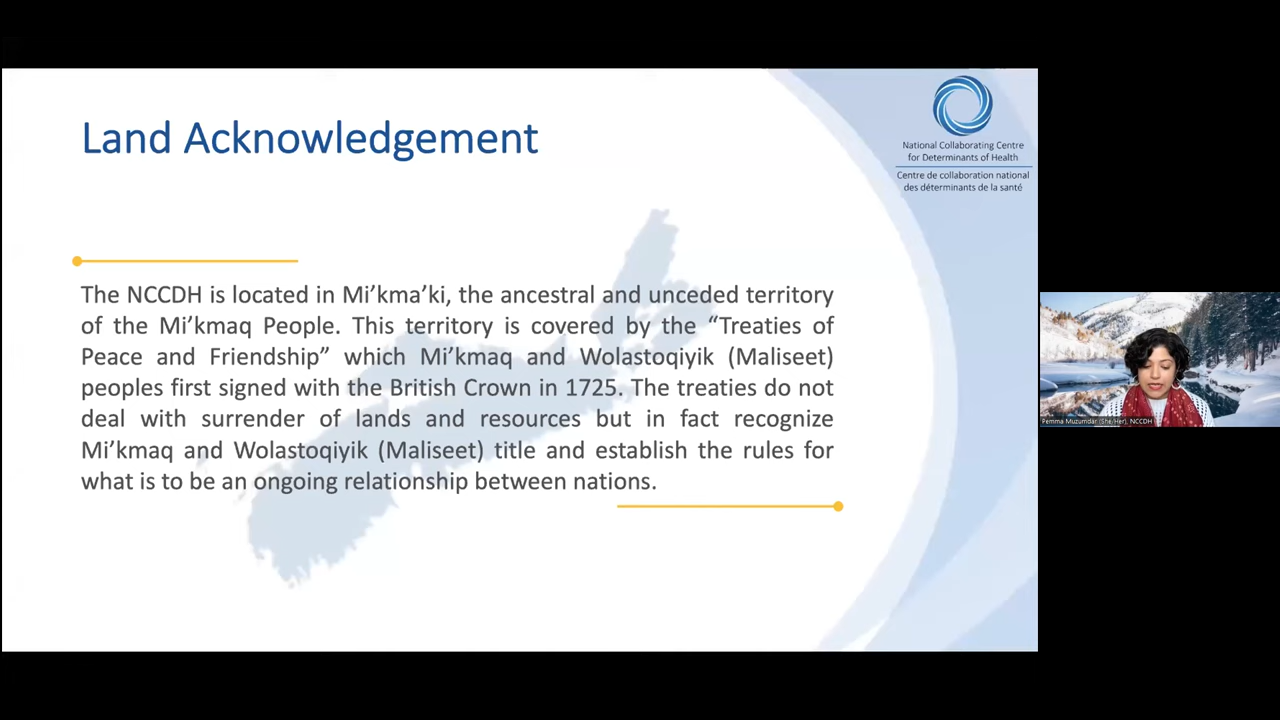 Land Acknowledgement
National Collaborating Centre
for Determinants of Health
Centre de collaboration national
des déterminants de la santé
The NCCDH is located in Mi’kma’ki, the ancestral and unceded territory
of the Mi’kmaq People. This territory is covered by the “Treaties of
Peace and Friendship” which Mi’kmaq and Wolastoqiyik (Maliseet)
peoples first signed with the British Crown in 1725. The treaties do not
deal with surrender of lands and resources but in fact recognize
Mi’kmaq and Wolastoqiyik (Maliseet) title and establish the rules for
what is to be an ongoing relationship between nations.
Pemma Muzumdar (She/Her), NCCDH